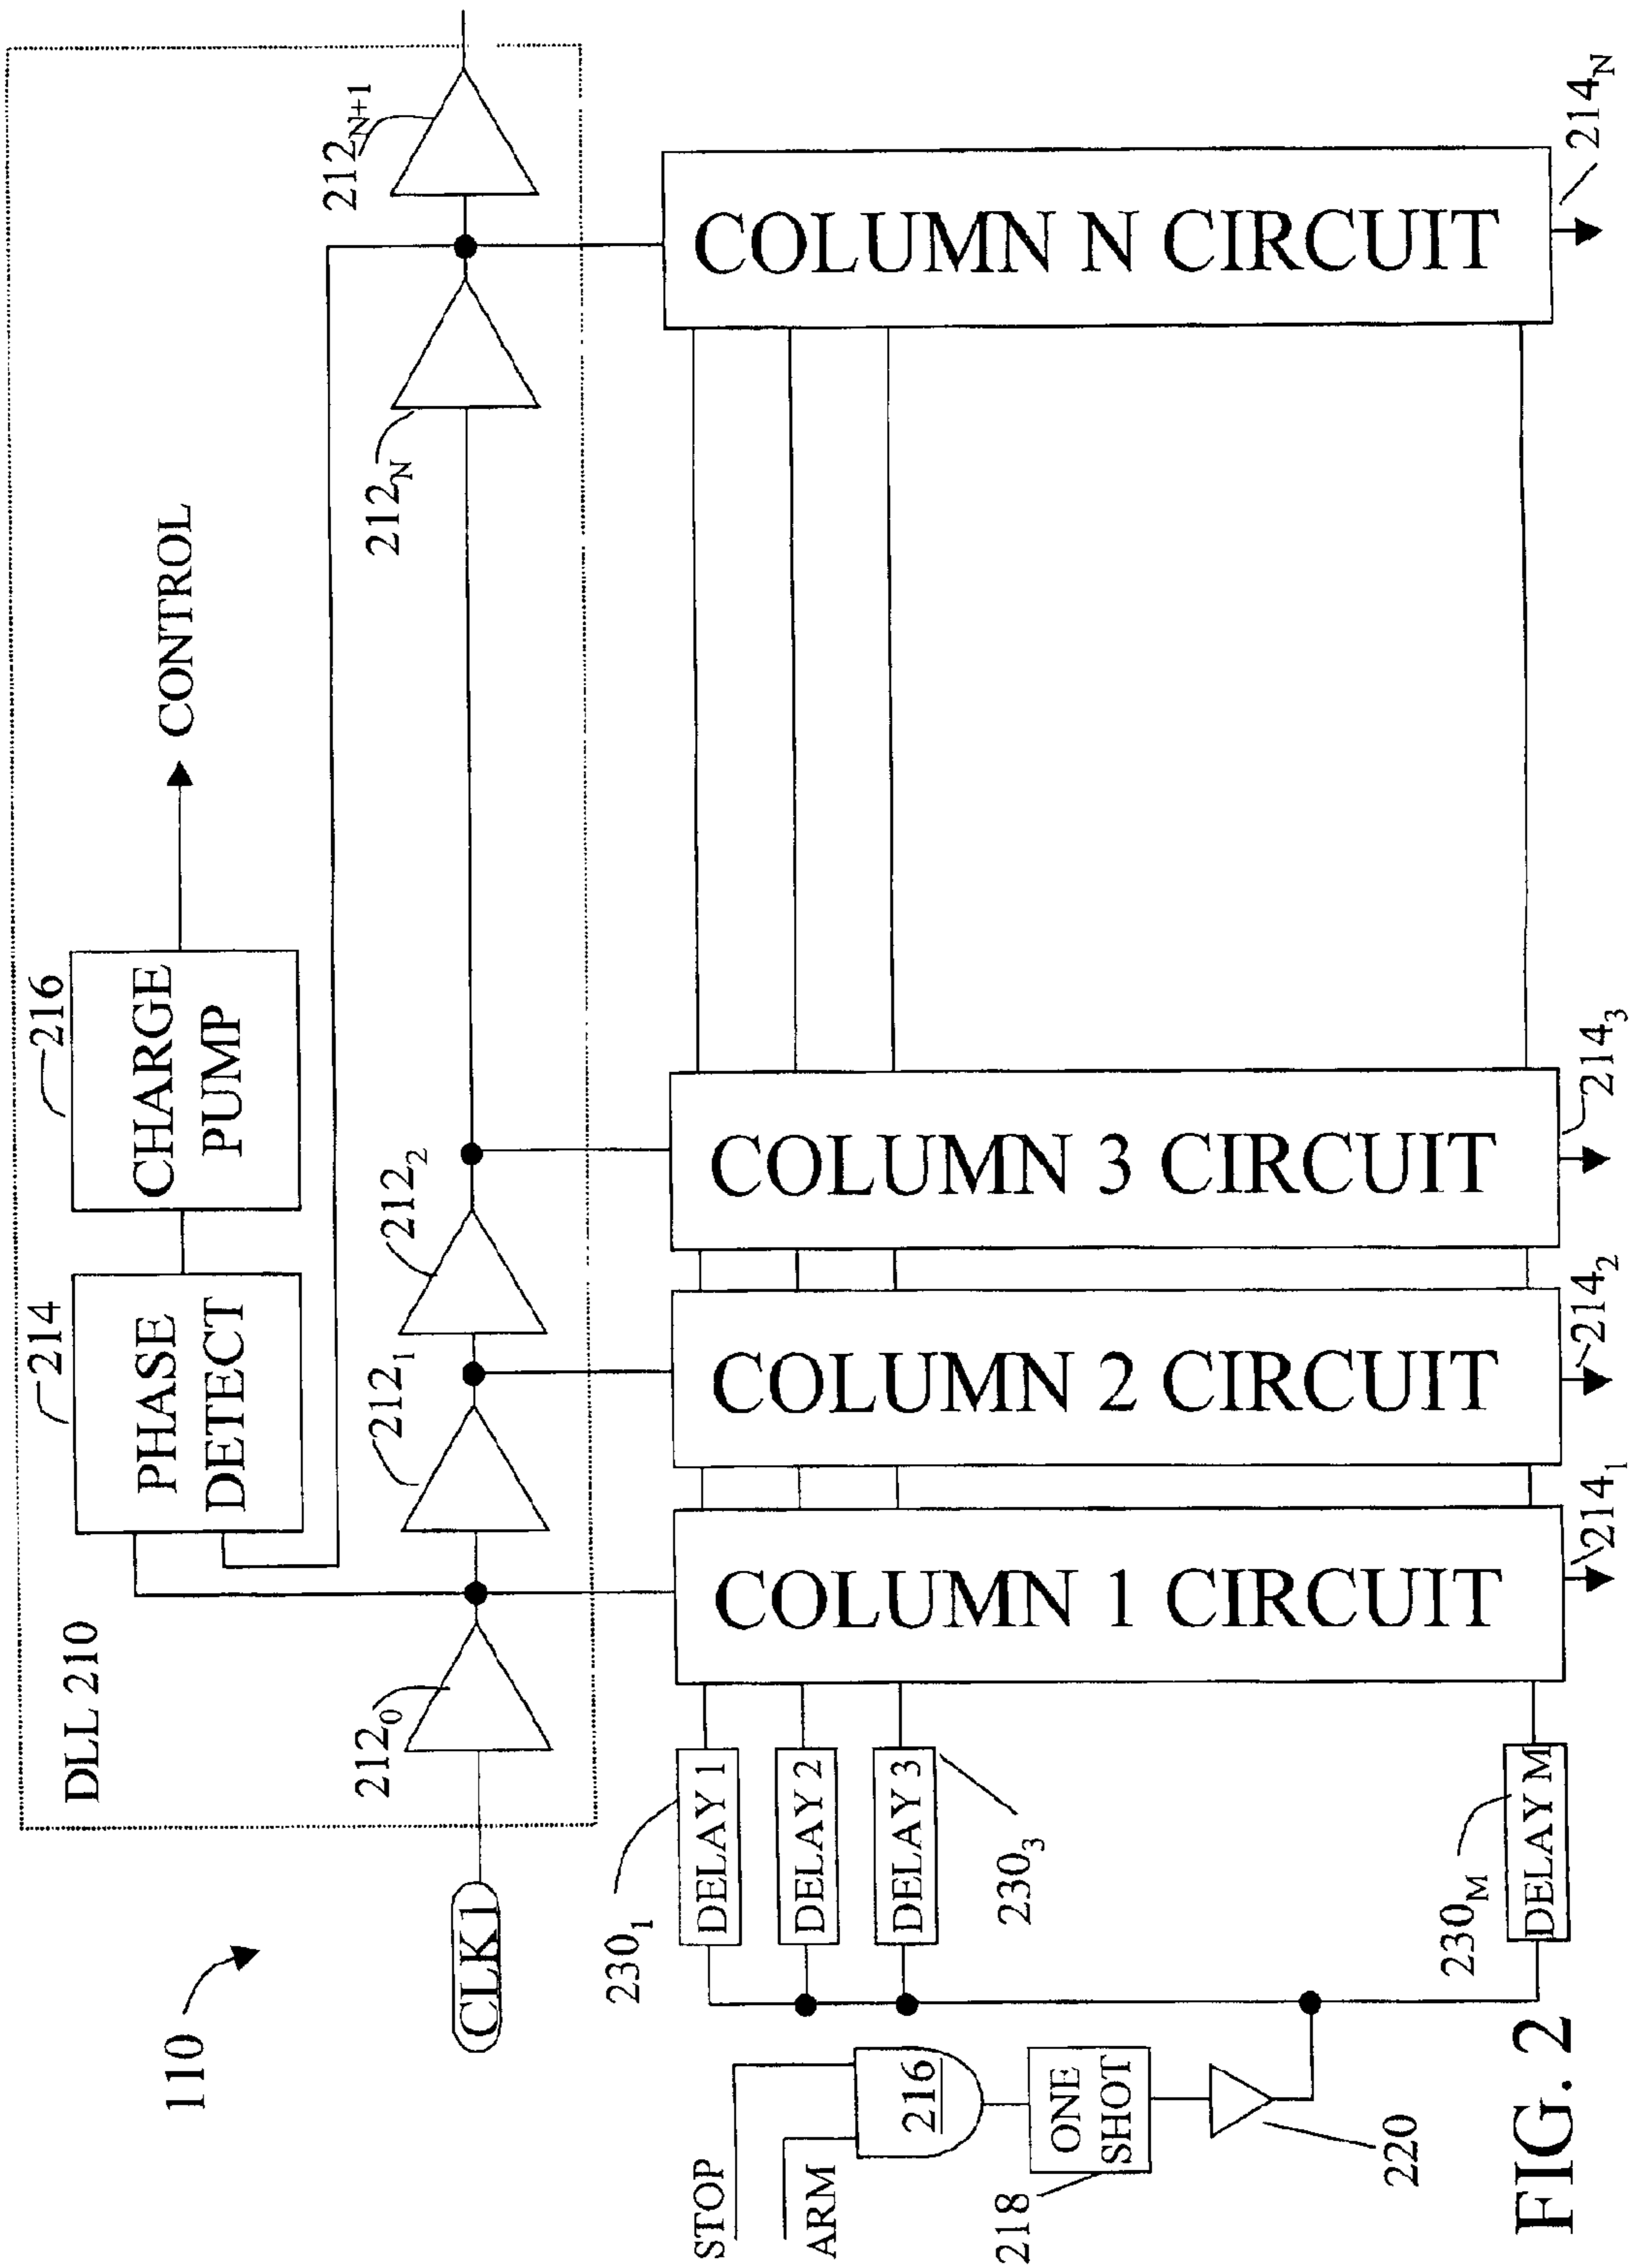 110
DLL 210
214
PHASE
DETECT
216
CHARGE
PUMP
CONTROL
CLK1
212₀
212₁
212₂
212_N
212_N+1
230₁
DELAY 1
DELAY 2
DELAY 3
230₃
230_M
DELAY M
COLUMN 1 CIRCUIT
COLUMN 2 CIRCUIT
COLUMN 3 CIRCUIT
COLUMN N CIRCUIT
214₁
214₂
214₃
214_N
STOP
ARM
216
ONE
SHOT
218
220
FIG. 2